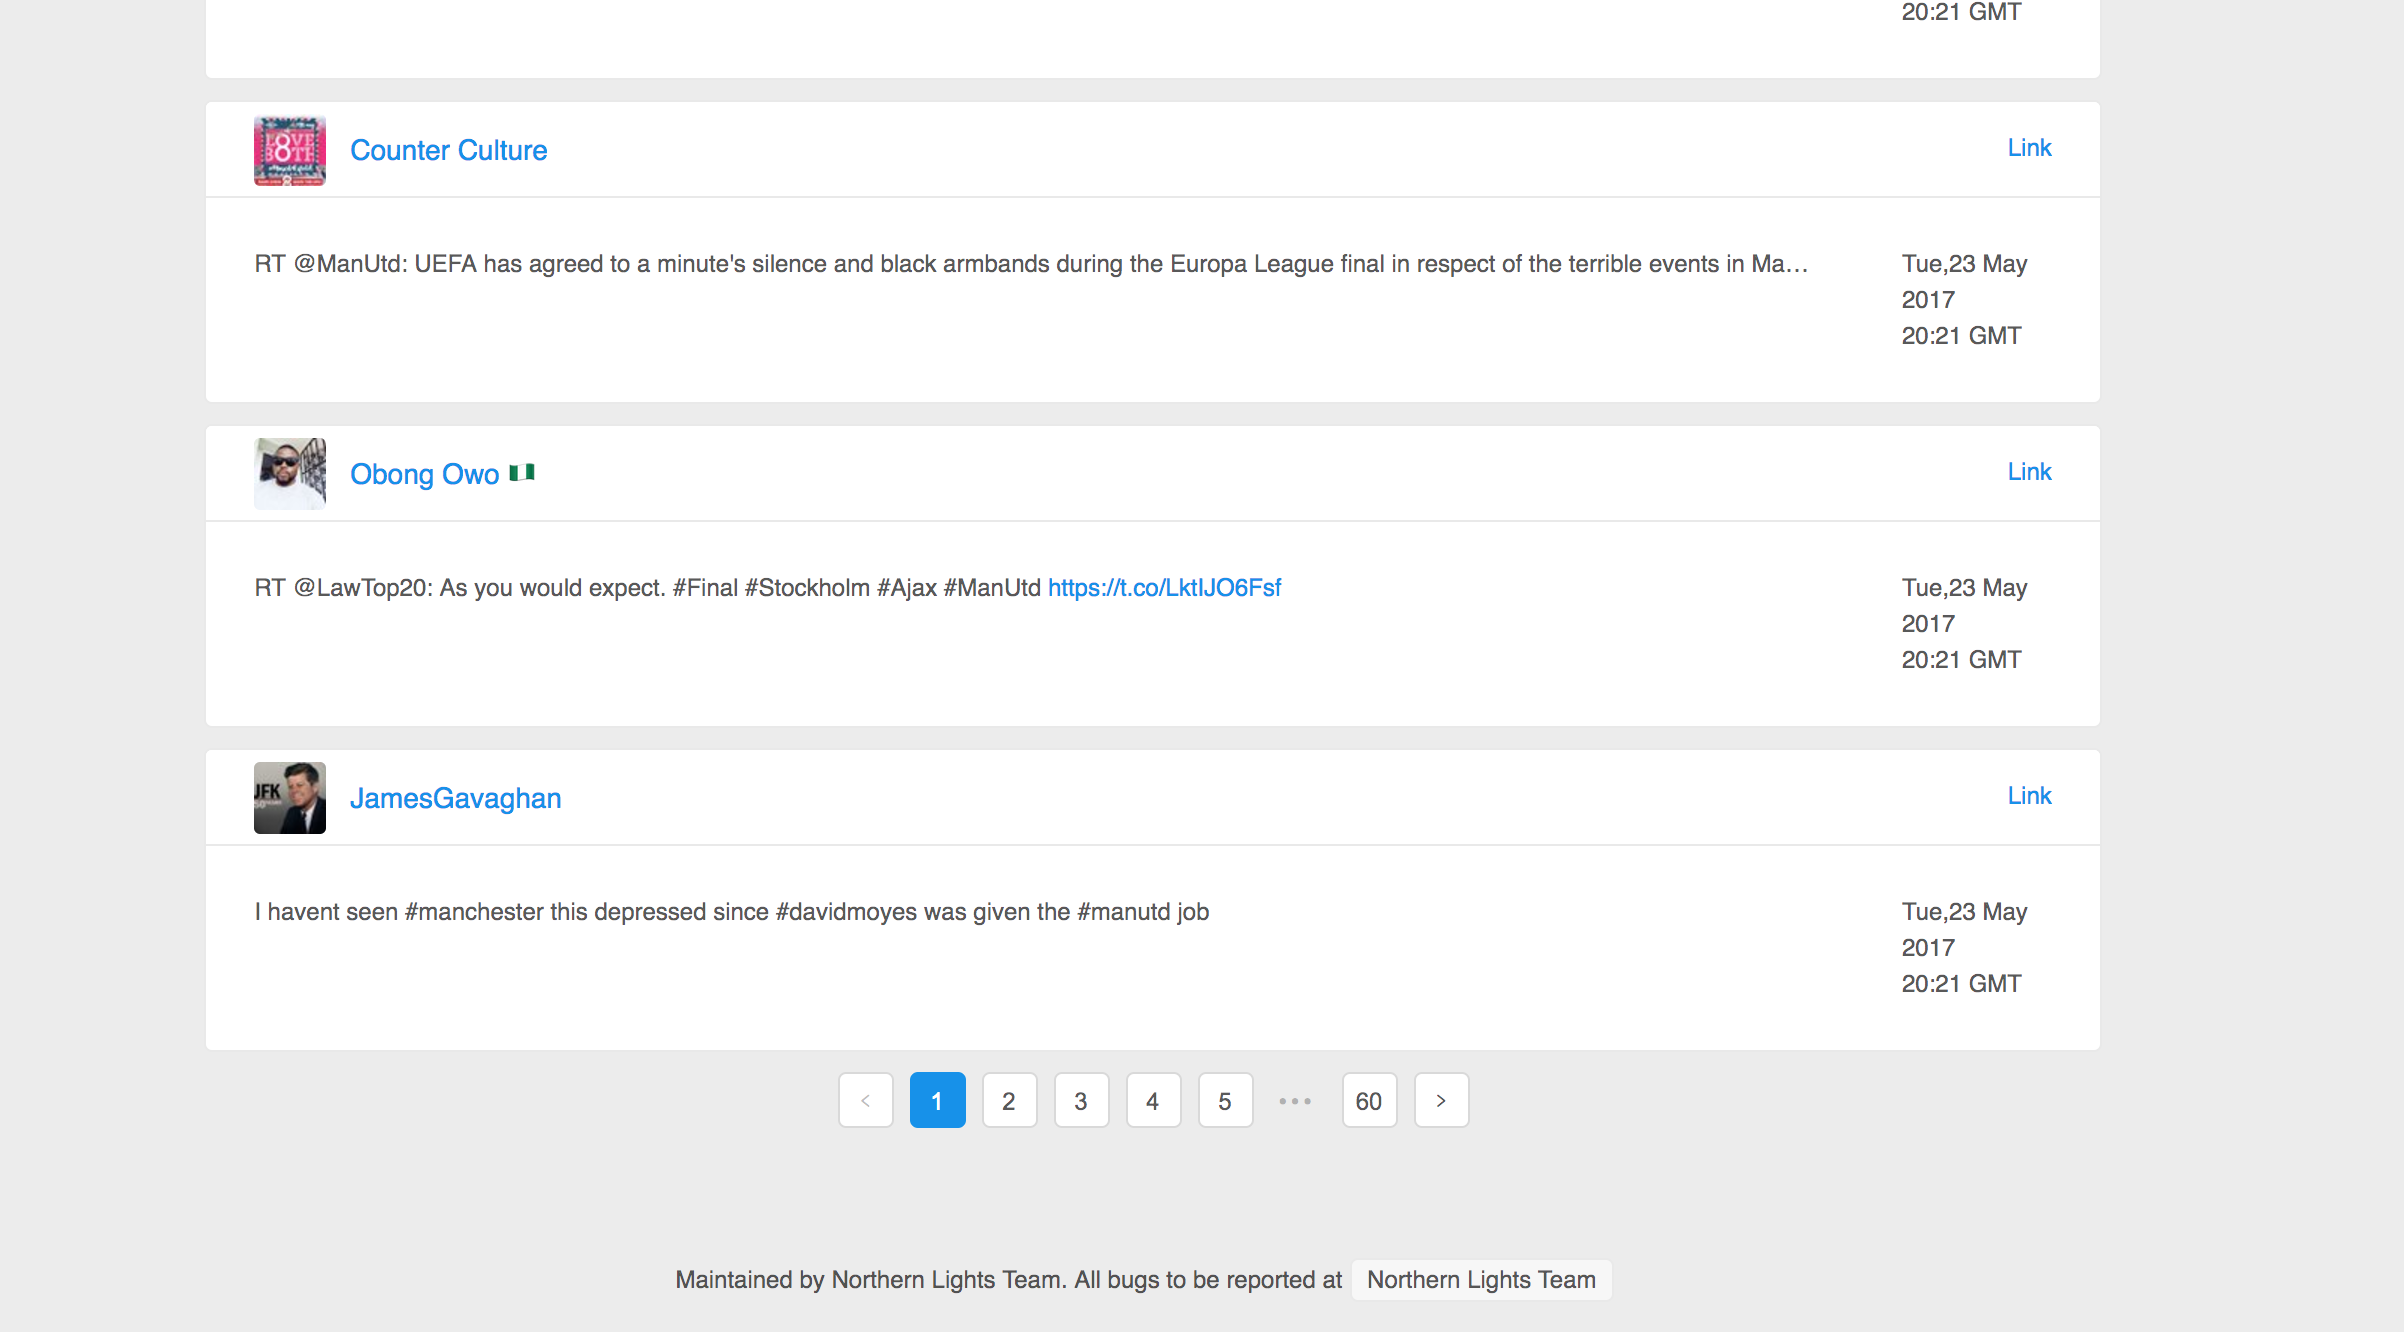 20:21 GMT
LOVE
8
BOTH
Counter Culture
Link
RT @ManUtd: UEFA has agreed to a minute's silence and black armbands during the Europa League final in respect of the terrible events in Ma…
Tue,23 May
2017
20:21 GMT
Obong Owo
Link
RT @LawTop20: As you would expect. #Final #Stockholm #Ajax #ManUtd https://t.co/LktIJO6Fsf
Tue,23 May
2017
20:21 GMT
JFK
JamesGavaghan
Link
I havent seen #manchester this depressed since #davidmoyes was given the #manutd job
Tue,23 May
2017
20:21 GMT
< 1 2 3 4 5 ••• 60 >
Maintained by Northern Lights Team. All bugs to be reported at Northern Lights Team